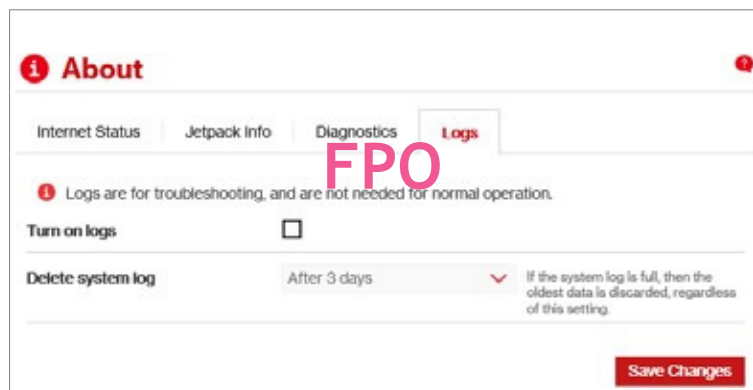 About
Internet Status Jetpack Info Diagnostics Logs
FPO
Logs are for troubleshooting, and are not needed for normal operation.
Turn on logs
Delete system log After 3 days
If the system log is full, then the
oldest data is discarded, regardless
of this setting.
Save Changes